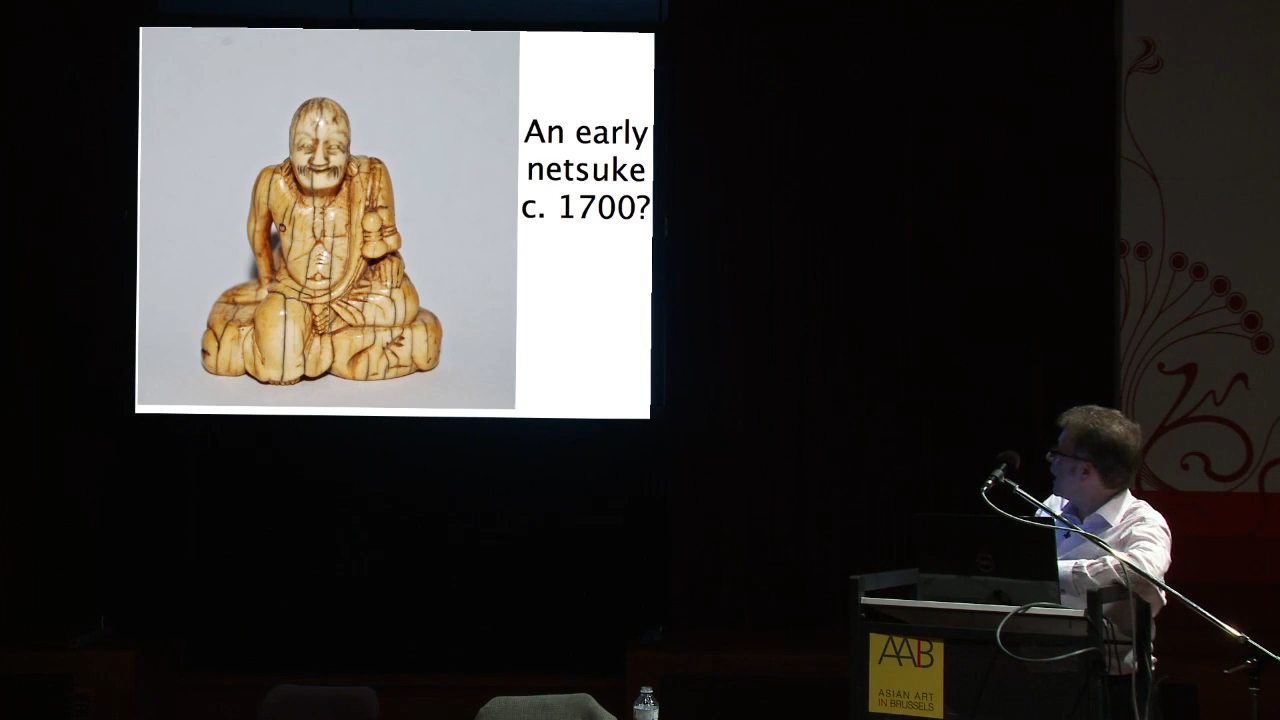 An early
netsuke
c. 1700?
AAB
ASIAN ART
IN BRUSSELS